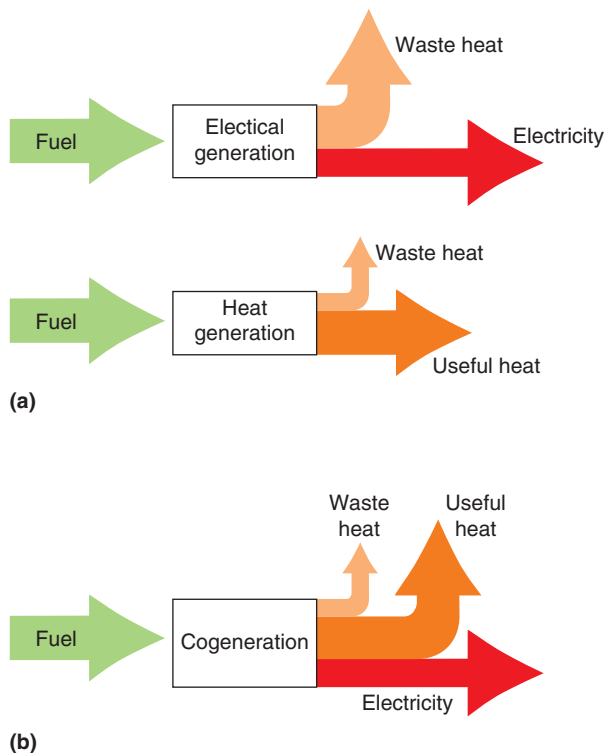 Waste heat
Fuel
Electical
generation
Electricity
Waste heat
Fuel
Heat
generation
Useful heat
(a)
Waste
heat
Useful
heat
Fuel
Cogeneration
Electricity
(b)